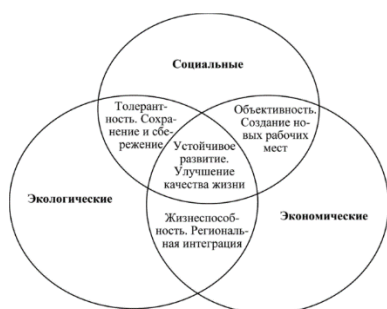 Социальные
Толерант-
ность. Сохра-
нение и сбе-
режение
Объективность.
Создание но-
вых рабочих
мест
Устойчивое
развитие.
Улучшение
качества жизни
Экологические
Экономические
Жизнеспособ-
ность. Региональ-
ная интеграция